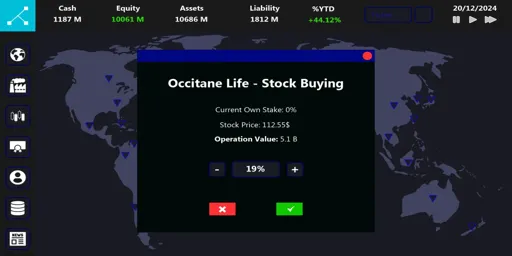 Cash Equity Assets Liability %YTD 20/12/2024
1187 M 10061 M 10686 M 1812 M +44.12%
Occitane Life - Stock Buying
Current Own Stake: 0%
Stock Price: 112.55$
Operation Value: 5.1 B
- 19% +
NEWS